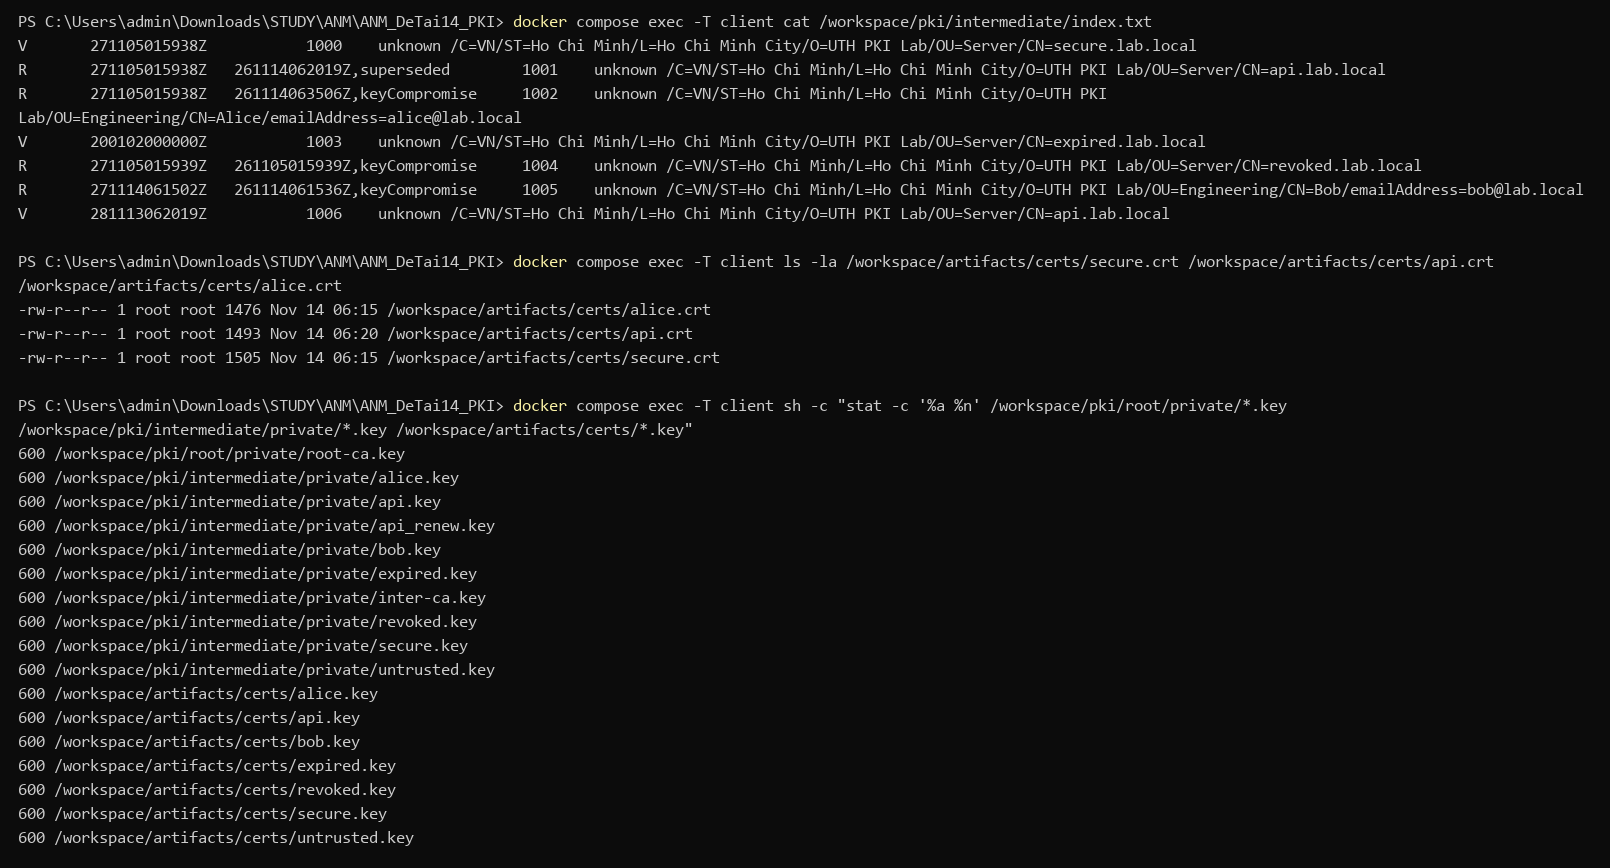 PS C:\Users\admin\Downloads\STUDY\ANM\ANM_DeTai14_PKI> docker compose exec -T client cat /workspace/pki/intermediate/index.txt
V       271105015938Z           1000    unknown /C=VN/ST=Ho Chi Minh/L=Ho Chi Minh City/O=UTH PKI Lab/OU=Server/CN=secure.lab.local
R       271105015938Z   261114062019Z,superseded        1001    unknown /C=VN/ST=Ho Chi Minh/L=Ho Chi Minh City/O=UTH PKI Lab/OU=Server/CN=api.lab.local
R       271105015938Z   261114063506Z,keyCompromise     1002    unknown /C=VN/ST=Ho Chi Minh/L=Ho Chi Minh City/O=UTH PKI
Lab/OU=Engineering/CN=Alice/emailAddress=alice@lab.local
V       200102000000Z           1003    unknown /C=VN/ST=Ho Chi Minh/L=Ho Chi Minh City/O=UTH PKI Lab/OU=Server/CN=expired.lab.local
R       271105015939Z   261105015939Z,keyCompromise     1004    unknown /C=VN/ST=Ho Chi Minh/L=Ho Chi Minh City/O=UTH PKI Lab/OU=Server/CN=revoked.lab.local
R       271114061502Z   261114061536Z,keyCompromise     1005    unknown /C=VN/ST=Ho Chi Minh/L=Ho Chi Minh City/O=UTH PKI Lab/OU=Engineering/CN=Bob/emailAddress=bob@lab.local
V       281113062019Z           1006    unknown /C=VN/ST=Ho Chi Minh/L=Ho Chi Minh City/O=UTH PKI Lab/OU=Server/CN=api.lab.local

PS C:\Users\admin\Downloads\STUDY\ANM\ANM_DeTai14_PKI> docker compose exec -T client ls -la /workspace/artifacts/certs/secure.crt /workspace/artifacts/certs/api.crt
/workspace/artifacts/certs/alice.crt
-rw-r--r-- 1 root root 1476 Nov 14 06:15 /workspace/artifacts/certs/alice.crt
-rw-r--r-- 1 root root 1493 Nov 14 06:20 /workspace/artifacts/certs/api.crt
-rw-r--r-- 1 root root 1505 Nov 14 06:15 /workspace/artifacts/certs/secure.crt

PS C:\Users\admin\Downloads\STUDY\ANM\ANM_DeTai14_PKI> docker compose exec -T client sh -c "stat -c '%a %n' /workspace/pki/root/private/*.key
/workspace/pki/intermediate/private/*.key /workspace/artifacts/certs/*.key"
600 /workspace/pki/root/private/root-ca.key
600 /workspace/pki/intermediate/private/alice.key
600 /workspace/pki/intermediate/private/api.key
600 /workspace/pki/intermediate/private/api_renew.key
600 /workspace/pki/intermediate/private/bob.key
600 /workspace/pki/intermediate/private/expired.key
600 /workspace/pki/intermediate/private/inter-ca.key
600 /workspace/pki/intermediate/private/revoked.key
600 /workspace/pki/intermediate/private/secure.key
600 /workspace/pki/intermediate/private/untrusted.key
600 /workspace/artifacts/certs/alice.key
600 /workspace/artifacts/certs/api.key
600 /workspace/artifacts/certs/bob.key
600 /workspace/artifacts/certs/expired.key
600 /workspace/artifacts/certs/revoked.key
600 /workspace/artifacts/certs/secure.key
600 /workspace/artifacts/certs/untrusted.key